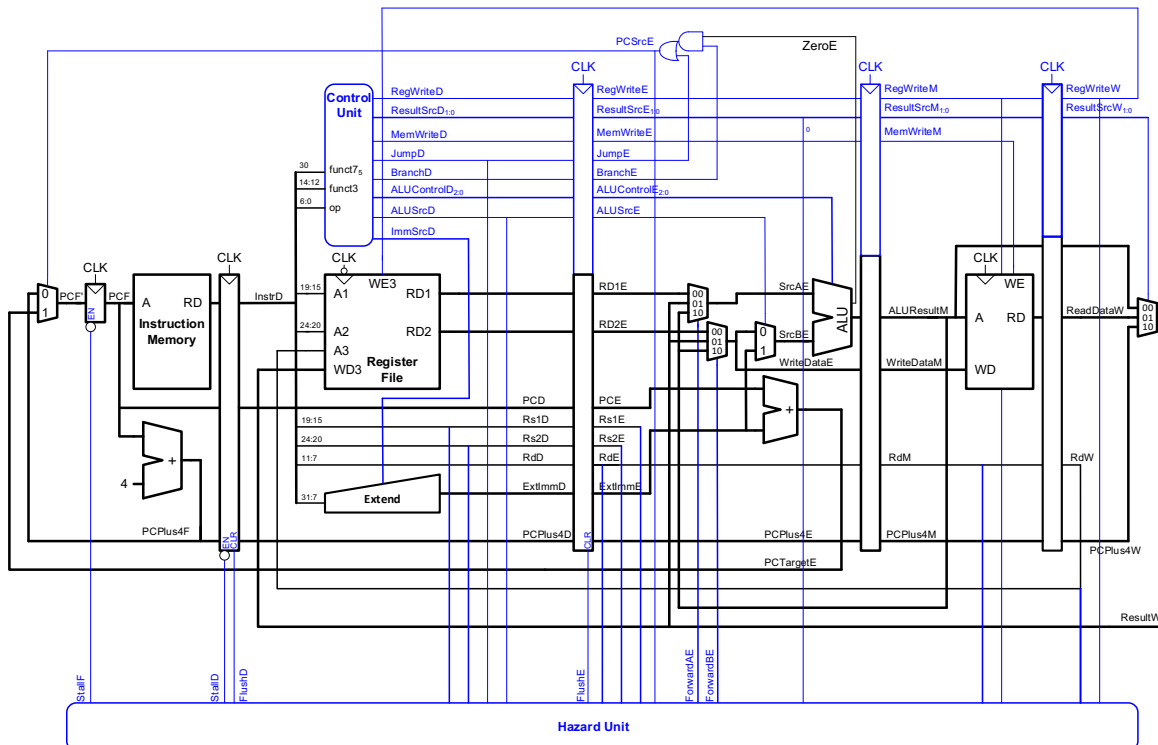 PCSrcE
ZeroE
CLK
CLK
CLK
Control
Unit
RegWriteD
RegWriteE
RegWriteM
RegWriteW
ResultSrcD1:0
ResultSrcE1:0
ResultSrcM1:0
ResultSrcW1:0
0
MemWriteD
MemWriteE
MemWriteM
JumpD
JumpE
30
funct75
BranchD
BranchE
14:12
funct3
ALUControlD2:0
ALUControlE2:0
6:0
op
ALUSrcD
ALUSrcE
ImmSrcD
CLK
CLK
CLK
CLK
0
1
PCF'
EN
PCF
A
RD
Instruction
Memory
InstrD
19:15
A1
WE3
RD1
RD1E
24:20
A2
RD2
RD2E
A3
WD3
Register
File
00
01
10
00
01
10
0
1
SrcAE
SrcBE
ALU
WriteDataE
ALUResultM
WriteDataM
A
RD
WE
WD
ReadDataW
00
01
10
PCD
PCE
+
19:15
Rs1D
Rs1E
24:20
Rs2D
Rs2E
11:7
RdD
RdE
RdM
RdW
+
4
31:7
Extend
ExtImmD
ExtImmE
PCPlus4F
EN
CLR
PCPlus4D
CLR
PCPlus4E
PCPlus4M
PCPlus4W
PCTargetE
ResultW
StallF
StallD
FlushD
FlushE
ForwardAE
ForwardBE
Hazard Unit